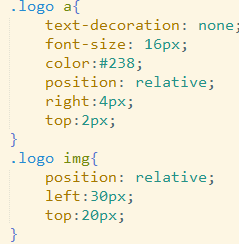 .logo a{
    text-decoration: none;
    font-size: 16px;
    color:#238;
    position: relative;
    right:4px;
    top:2px;
}
.logo img{
    position: relative;
    left:30px;
    top:20px;
}